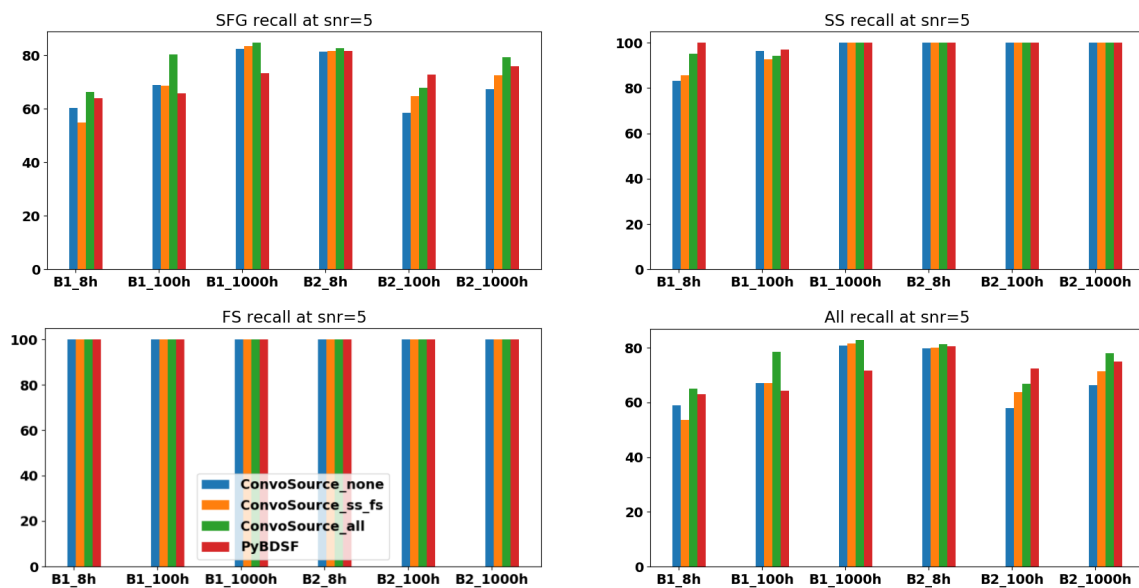 SFG recall at snr=5
80
60
40
20
0
B1_8h B1_100h B1_1000h B2_8h B2_100h B2_1000h
SS recall at snr=5
100
80
60
40
20
0
B1_8h B1_100h B1_1000h B2_8h B2_100h B2_1000h
FS recall at snr=5
100
80
60
40
20
0
ConvoSource_none
ConvoSource_ss_fs
ConvoSource_all
PyBDSF
B1_8h B1_100h B1_1000h B2_8h B2_100h B2_1000h
All recall at snr=5
80
60
40
20
0
B1_8h B1_100h B1_1000h B2_8h B2_100h B2_1000h